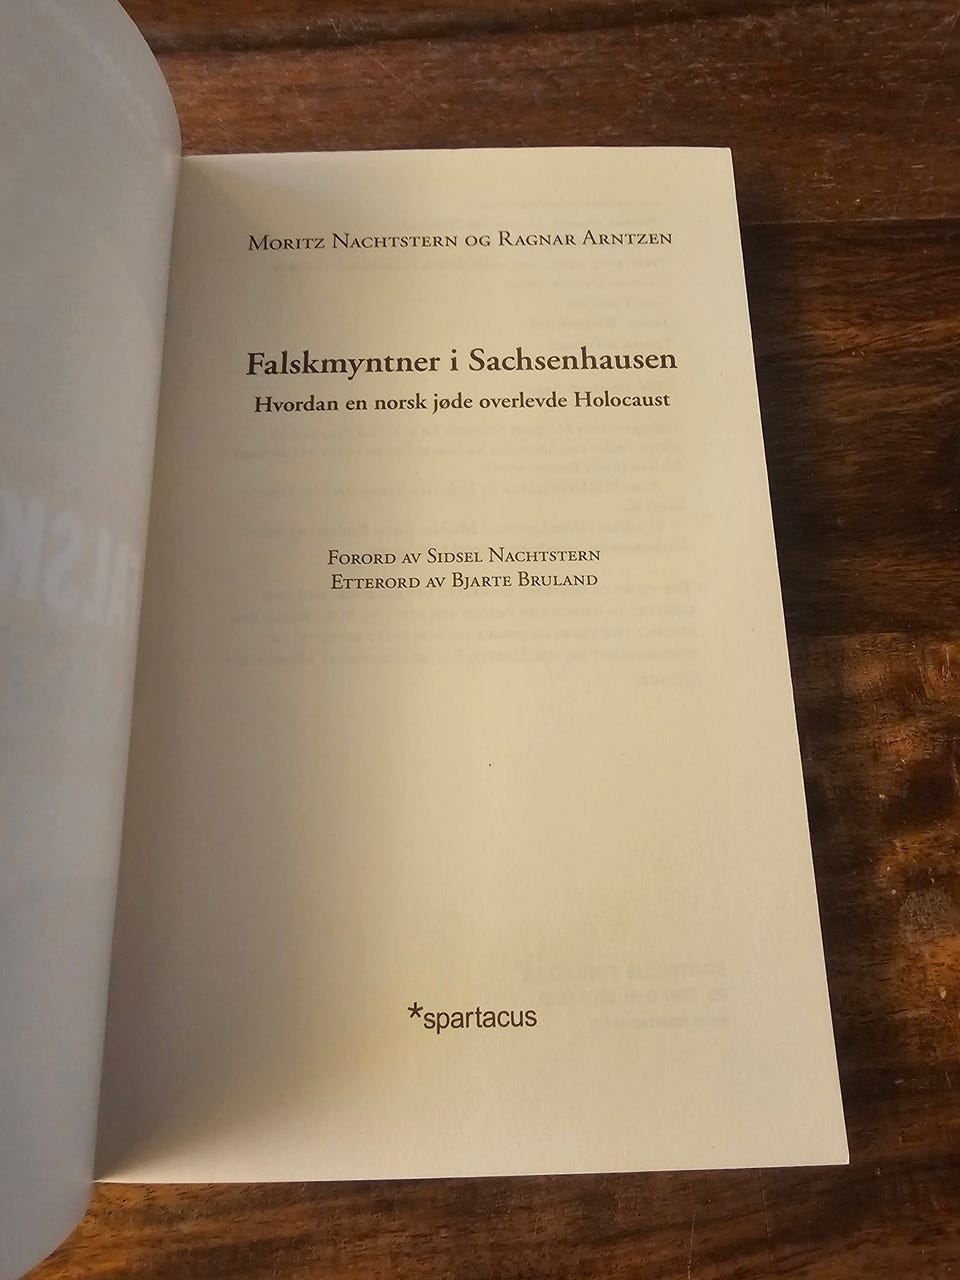 Moritz Nachtstern og Ragnar Arntzen
Falskmyntner i Sachsenhausen
Hvordan en norsk jøde overlevde Holocaust
Forord av Sidsel Nachtstern
Etterord av Bjarte Bruland
*spartacus